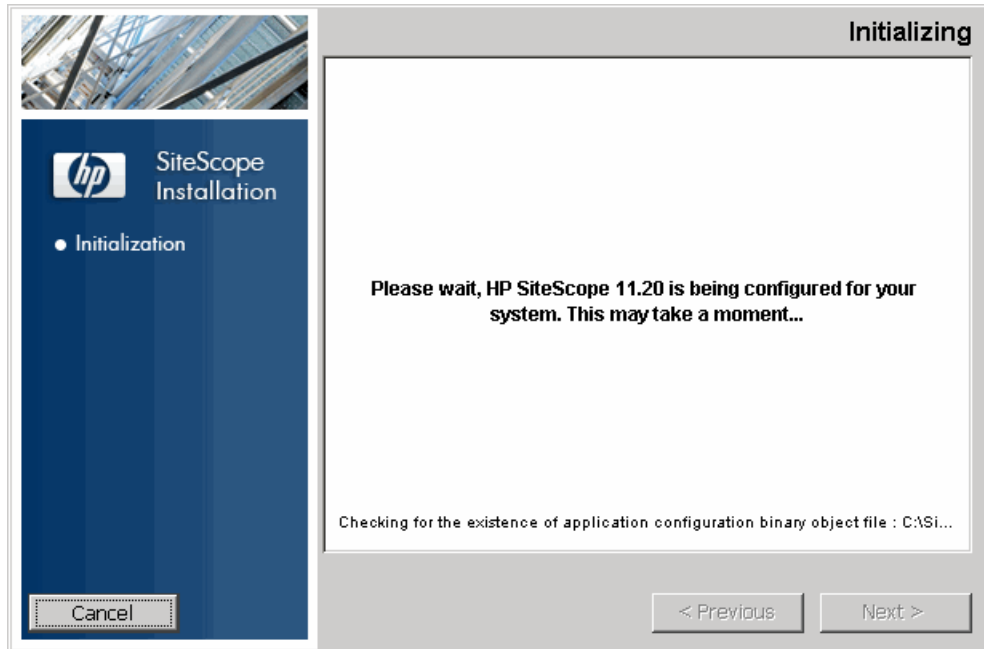 Initializing
hp
SiteScope
Installation
● Initialization
Please wait, HP SiteScope 11.20 is being configured for your
system. This may take a moment...
Checking for the existence of application configuration binary object file : C:\Si...
Cancel
< Previous
Next >